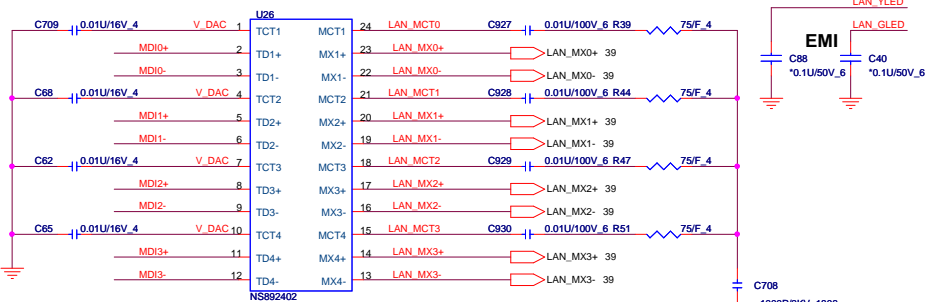 LAN_YLED
U26
C709 0.01U/16V_4 V_DAC 1 TCT1 MCT1 24 LAN_MCT0 C927 0.01U/100V_6 R39 75/F_4
LAN_GLED
EMI
MDI0+ 2 TD1+ MX1+ 23 LAN_MX0+ LAN_MX0+ 39
C88 C40
*0.1U/50V_6 *0.1U/50V_6
MDI0- 3 TD1- MX1- 22 LAN_MX0- LAN_MX0- 39
C68 0.01U/16V_4 V_DAC 4 TCT2 MCT2 21 LAN_MCT1 C928 0.01U/100V_6 R44 75/F_4
MDI1+ 5 TD2+ MX2+ 20 LAN_MX1+ LAN_MX1+ 39
MDI1- 6 TD2- MX2- 19 LAN_MX1- LAN_MX1- 39
C62 0.01U/16V_4 V_DAC 7 TCT3 MCT3 18 LAN_MCT2 C929 0.01U/100V_6 R47 75/F_4
MDI2+ 8 TD3+ MX3+ 17 LAN_MX2+ LAN_MX2+ 39
MDI2- 9 TD3- MX3- 16 LAN_MX2- LAN_MX2- 39
C65 0.01U/16V_4 V_DAC 10 TCT4 MCT4 15 LAN_MCT3 C930 0.01U/100V_6 R51 75/F_4
MDI3+ 11 TD4+ MX4+ 14 LAN_MX3+ LAN_MX3+ 39
MDI3- 12 TD4- MX4- 13 LAN_MX3- LAN_MX3- 39
C708
NS892402